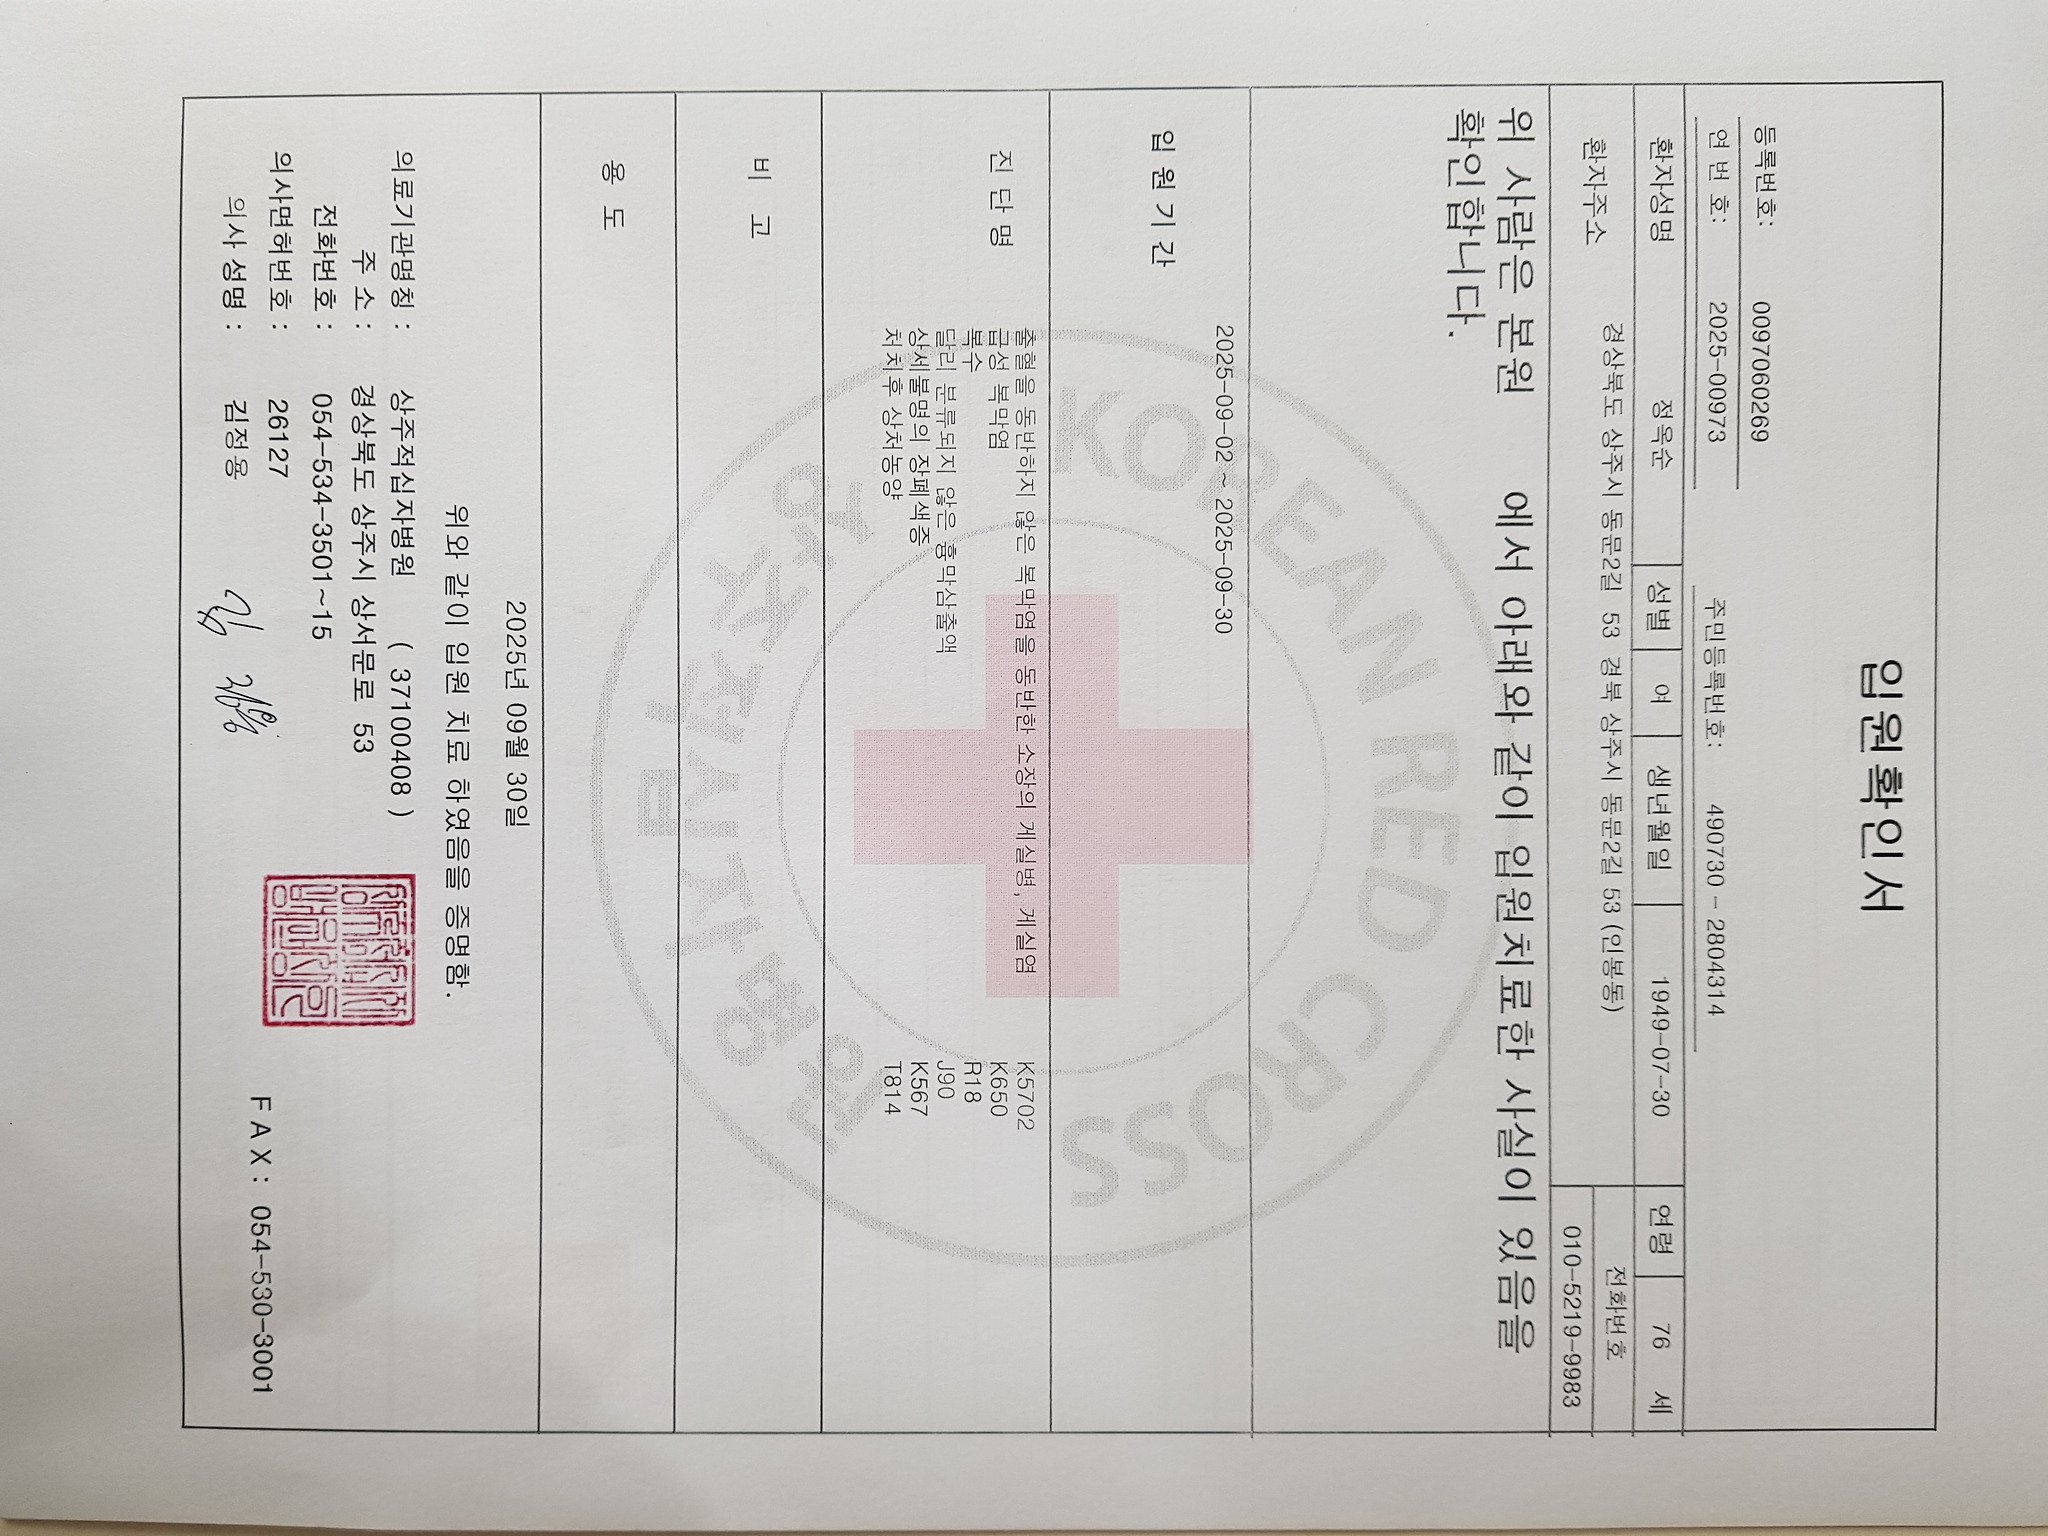 입원확인서
등록번호: 0097060269
연 번 호: 2025-00973 주민등록번호: 490730 - 2804314
환자성명 정옥순 성별 여 생년월일 1949-07-30 연령 76 세
환자주소 경상북도 상주시 동문2길 53 경북 상주시 동문2길 53 (인봉동) 전화번호
010-5219-9983
위 사람은 본원 에서 아래와 같이 입원치료한 사실이 있음을
확인합니다.
입 원 기 간 2025-09-02 ~ 2025-09-30
진 단 명 출혈을 동반하지 않은 복막염을 동반한 소장의 게실병, 게실염 K5702
급성 복막염 K650
복수 R18
달리 분류되지 않은 흉막삼출액 J90
상세불명의 장폐색증 K567
처치후 상처농양 T814
비 고
용 도
2025년 09월 30일
위와 같이 입원 치료 하였음을 증명함.
의료기관명칭 : 상주적십자병원 ( 37100408 )
주 소 : 경상북도 상주시 상서문로 53
전화번호 : 054-534-3501~15
의사면허번호 : 26127
의사 성명 : 김정용
F A X : 054-530-3001
KOREAN RED CROSS
상주적십자병원